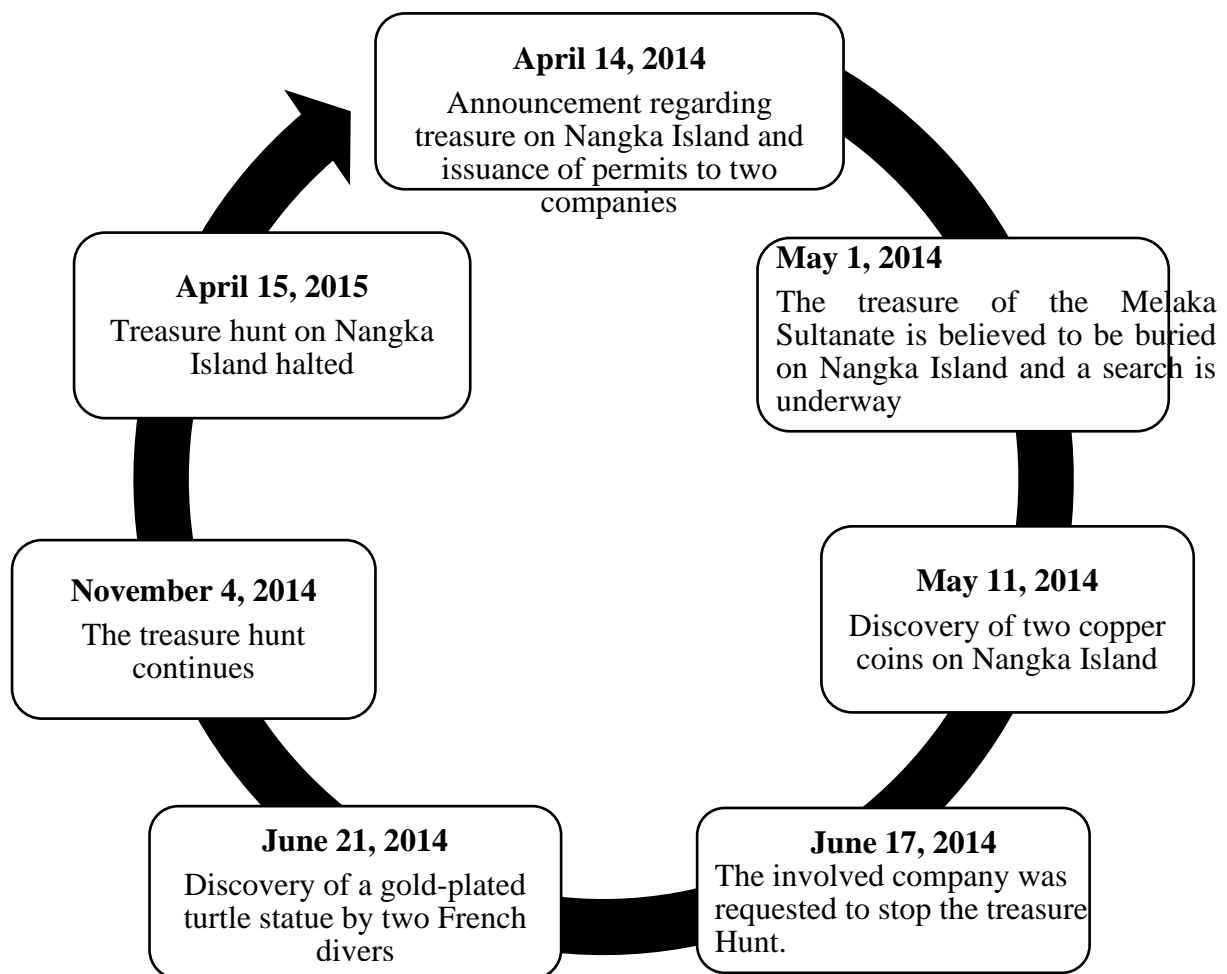 April 14, 2014
Announcement regarding
treasure on Nangka Island and
issuance of permits to two
companies
May 1, 2014
The treasure of the Melaka
Sultanate is believed to be buried
on Nangka Island and a search is
underway
May 11, 2014
Discovery of two copper
coins on Nangka Island
June 17, 2014
The involved company was
requested to stop the treasure
Hunt.
June 21, 2014
Discovery of a gold-plated
turtle statue by two French
divers
November 4, 2014
The treasure hunt
continues
April 15, 2015
Treasure hunt on Nangka
Island halted